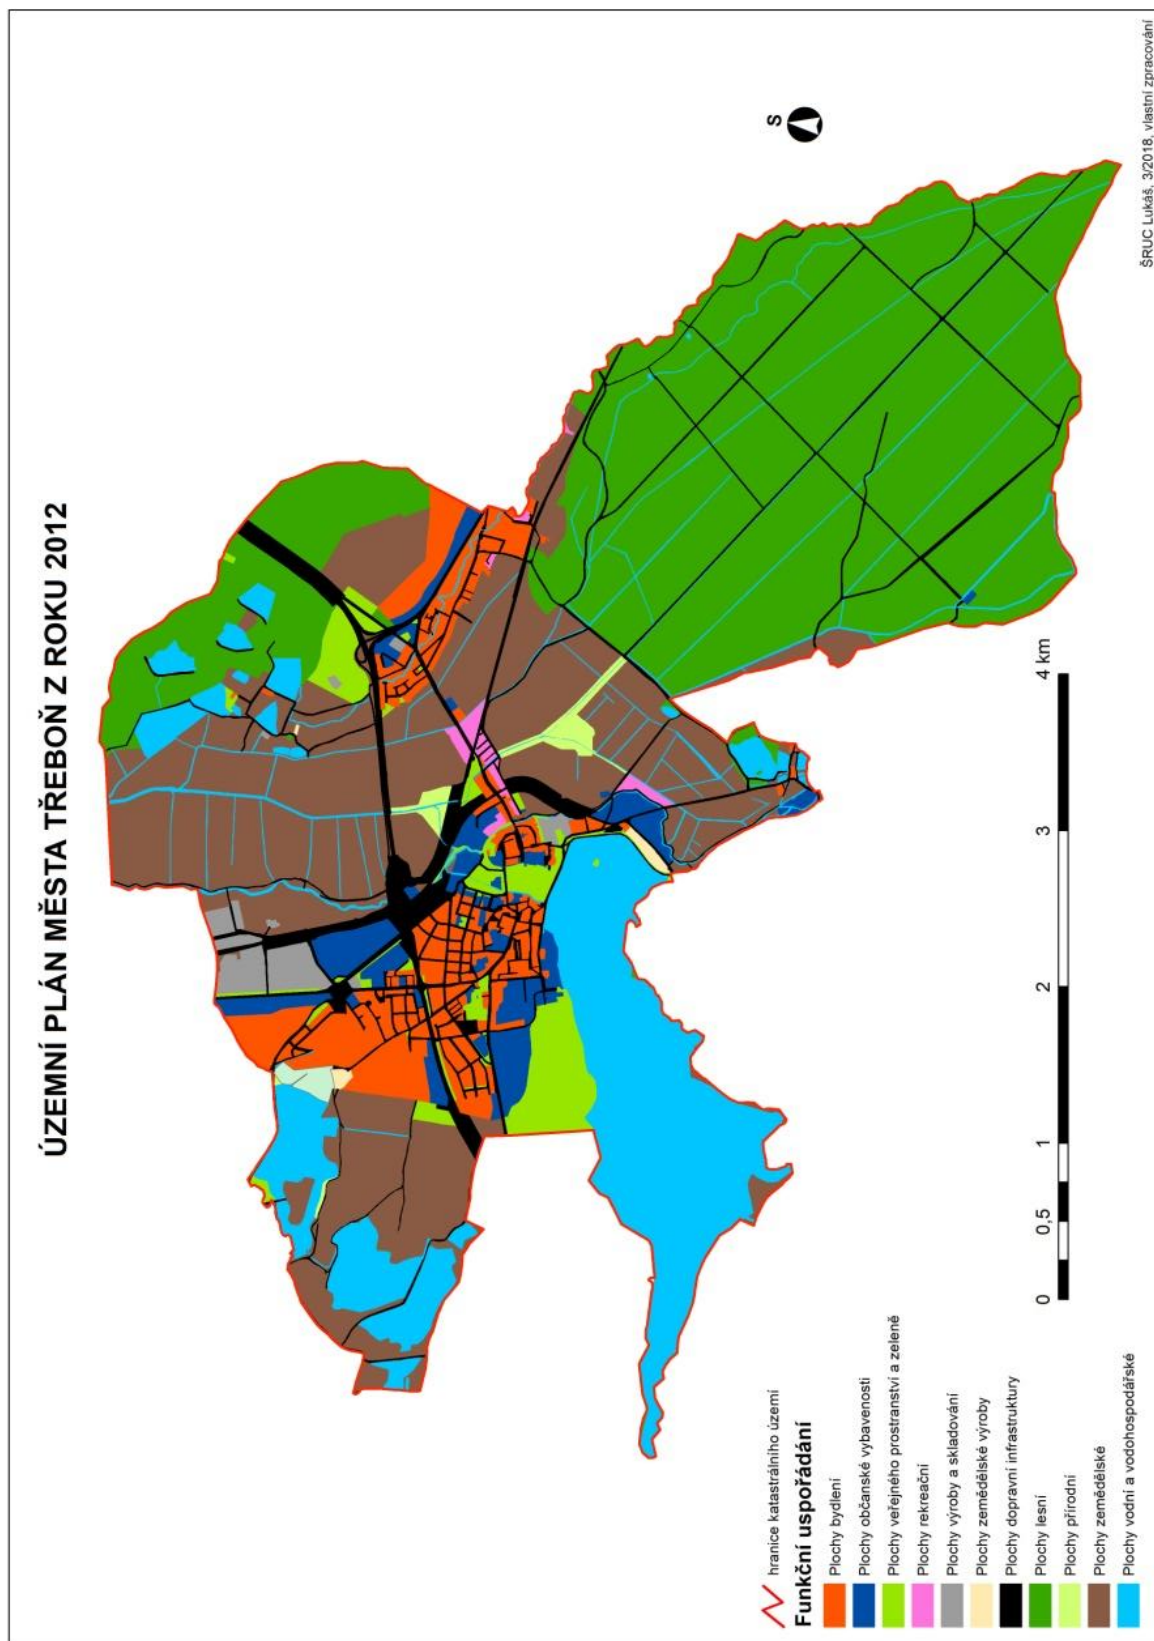 ÚZEMNÍ PLÁN MĚSTA TŘEBOŇ Z ROKU 2012
S
hranice katastrálního území
Funkční uspořádání
Plochy bydlení
Plochy občanské vybavenosti
Plochy veřejného prostranství a zeleně
Plochy rekreační
Plochy výroby a skladování
Plochy zemědělské výroby
Plochy dopravní infrastruktury
Plochy lesní
Plochy přírodní
Plochy zemědělské
Plochy vodní a vodohospodářské
0 0,5 1 2 3 4 km
ŠRUC Lukáš, 3/2018, vlastní zpracování